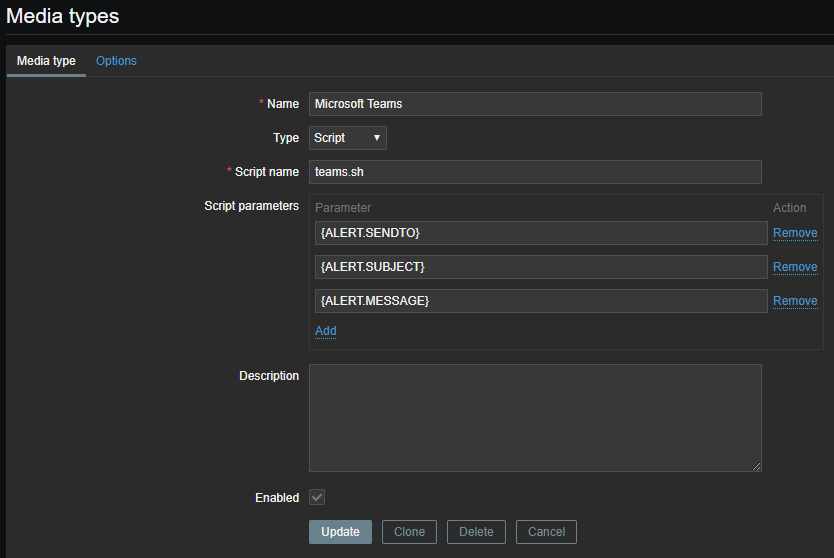 Media types
Media type Options
* Name Microsoft Teams
Type Script
* Script name teams.sh
Script parameters Parameter Action
{ALERT.SENDTO} Remove
{ALERT.SUBJECT} Remove
{ALERT.MESSAGE} Remove
Add
Description
Enabled
Update Clone Delete Cancel